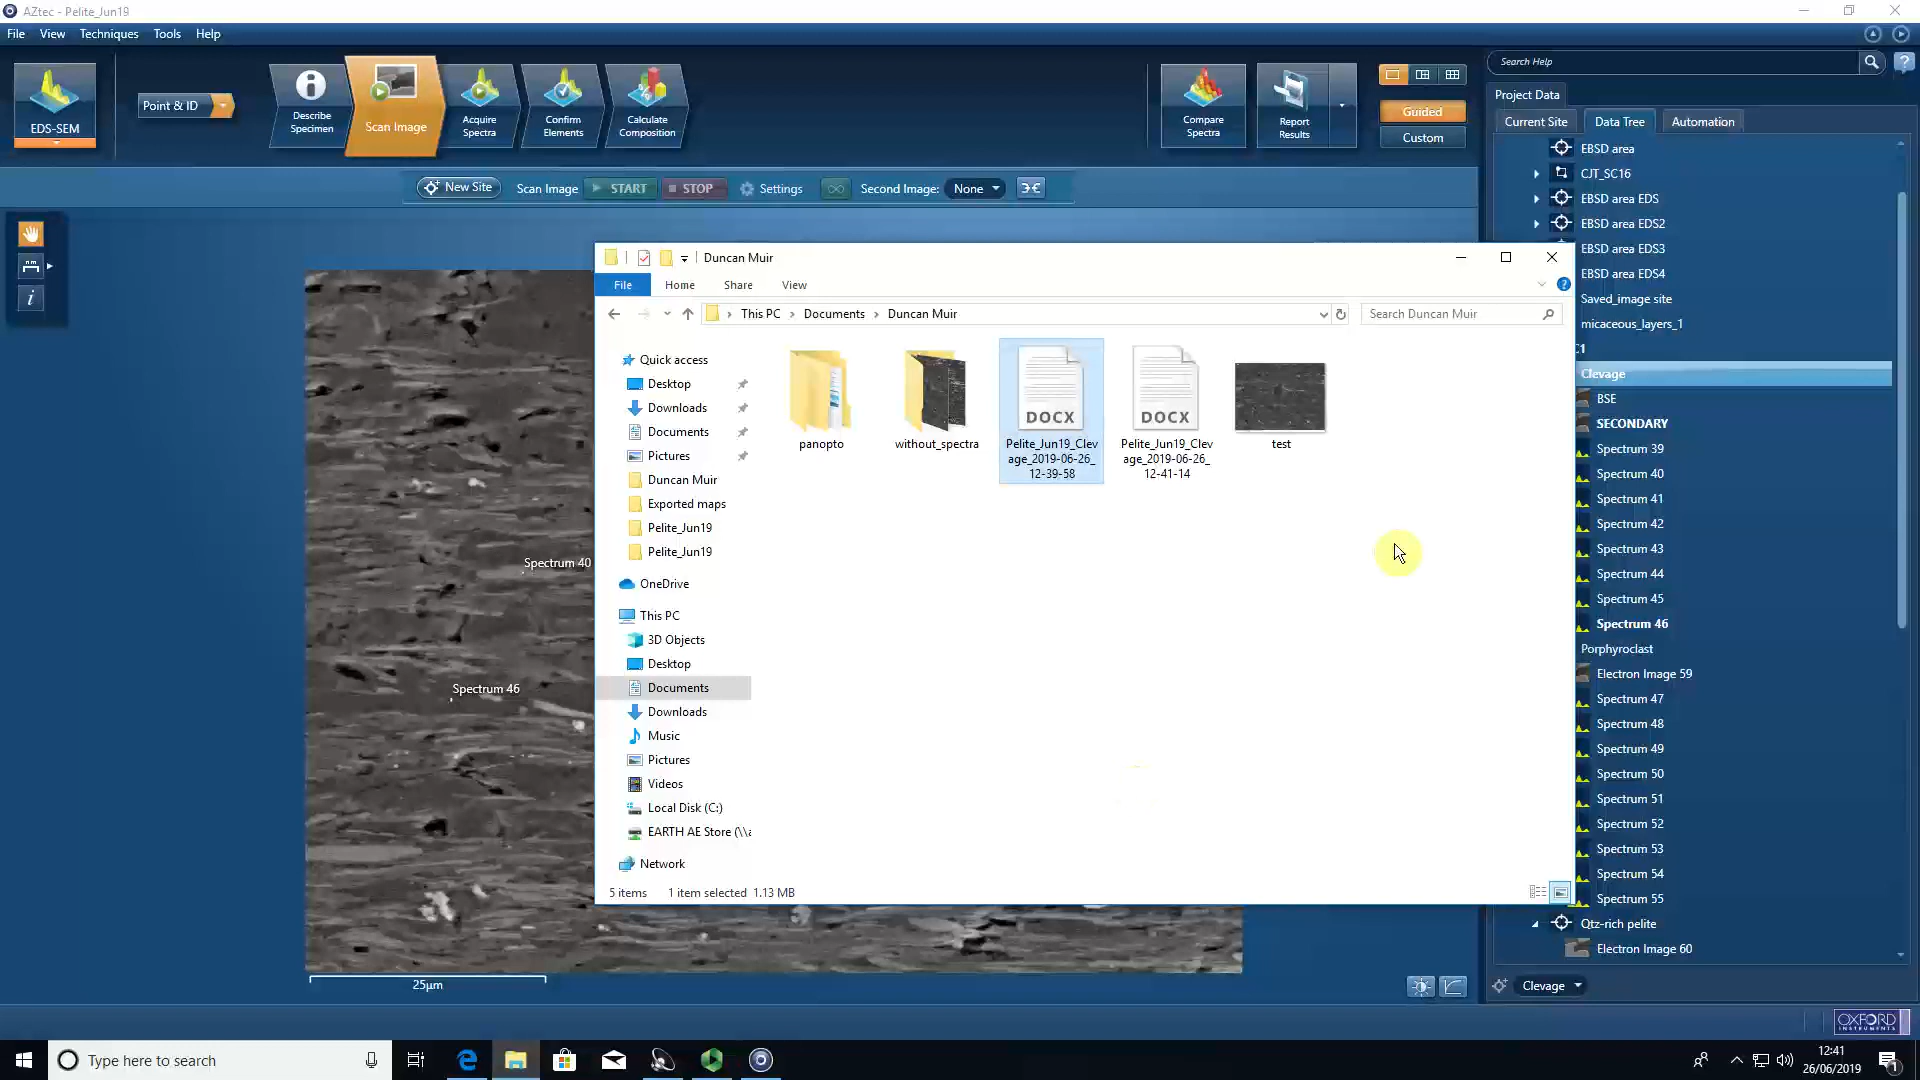 AZtec - Pelite_Jun19
File View Techniques Tools Help
EDS-SEM
Point & ID
Describe
Specimen
Scan Image
Acquire
Spectra
Confirm
Elements
Calculate
Composition
Compare
Spectra
Report
Results
Guided
Custom
Search Help
Project Data
Current Site Data Tree Automation
New Site Scan Image START STOP Settings Second Image: None
EBSD area
CJT_SC16
EBSD area EDS
EBSD area EDS2
EBSD area EDS3
EBSD area EDS4
Saved_image site
micaceous_layers_1
C1
Clevage
BSE
SECONDARY
Spectrum 39
Spectrum 40
Spectrum 41
Spectrum 42
Spectrum 43
Spectrum 44
Spectrum 45
Spectrum 46
Porphyroclast
Electron Image 59
Spectrum 47
Spectrum 48
Spectrum 49
Spectrum 50
Spectrum 51
Spectrum 52
Spectrum 53
Spectrum 54
Spectrum 55
Qtz-rich pelite
Electron Image 60
Clevage
OXFORD
INSTRUMENTS
Spectrum 40
Spectrum 46
25µm
Duncan Muir
File Home Share View
This PC Documents Duncan Muir
Search Duncan Muir
Quick access
Desktop
Downloads
Documents
Pictures
Duncan Muir
Exported maps
Pelite_Jun19
Pelite_Jun19
OneDrive
This PC
3D Objects
Desktop
Documents
Downloads
Music
Pictures
Videos
Local Disk (C:)
EARTH AE Store (\\a
Network
panopto
without_spectra
DOCX
Pelite_Jun19_Clev
age_2019-06-26_
12-39-58
DOCX
Pelite_Jun19_Clev
age_2019-06-26_
12-41-14
test
5 items 1 item selected 1.13 MB
Type here to search
12:41
26/06/2019
1